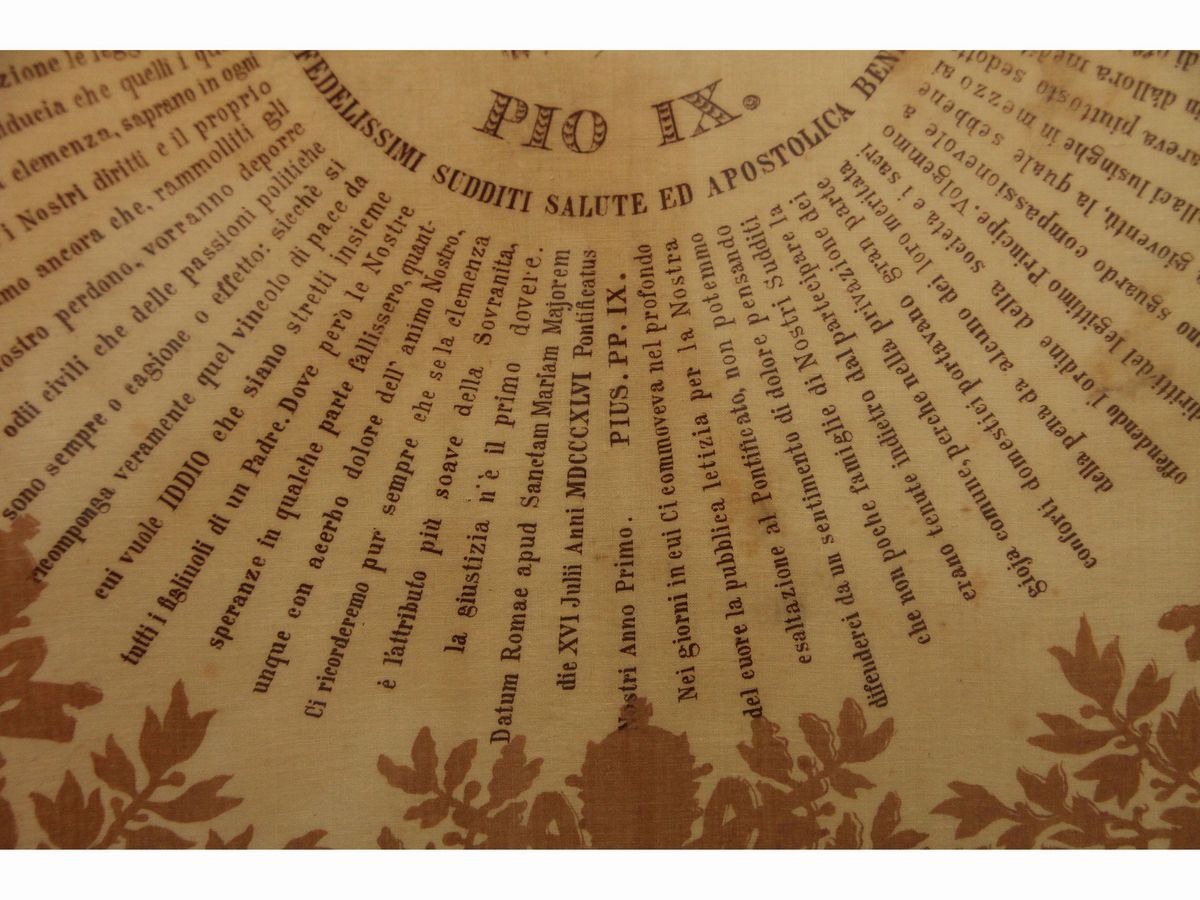 PIO IX.
FEDELISSIMI SUDDITI SALUTE ED APOSTOLICA BEN
Nei giorni in cui Ci commoveva nel profondo
del cuore la pubblica letizia per la Nostra
esaltazione al Pontificato, non potemmo
difenderci da un sentimento di dolore pensando
che non poche famiglie di Nostri Sudditi
erano tenute indietro dal partecipare la
gioja comune, perche nella privazione dei
conforti domestici portavano gran parte
della pena da alcuno dei loro meritata
offendendo l'ordine della società e i sacri
diritti del legittimo Principe. Volgemmo
sguardo compassionevole a
gioventù, la quale sebbene
llaci lusinghe in mezzo ai
areva piuttosto sedott
n dallora medi
zione le legg
ducia che quelli i qu
clemenza, saprano in ogni
i Nostri diritti e il proprio
mo ancora che, rammolliti gli
nostro perdono, vorranno deporre
odii civili che delle passioni politiche
sono sempre o cagione o effetto: sicchè si
ricomponga veramente quel vincolo di pace da
cui vuole IDDIO che siano stretti insieme
tutti i figliuoli di un Padre. Dove però le Nostre
speranze in qualche parte fallissero, quant-
unque con acerbo dolore dell' animo Nostro,
Ci ricorderemo pur sempre che se la clemenza
è l'attributo più soave della Sovranità,
la giustizia n'è il primo dovere.
Datum Romae apud Sanctam Mariam Majorem
die XVI Julii Anni MDCCCXLVI Pontificatus
Nostri Anno Primo. PIUS. PP. IX.